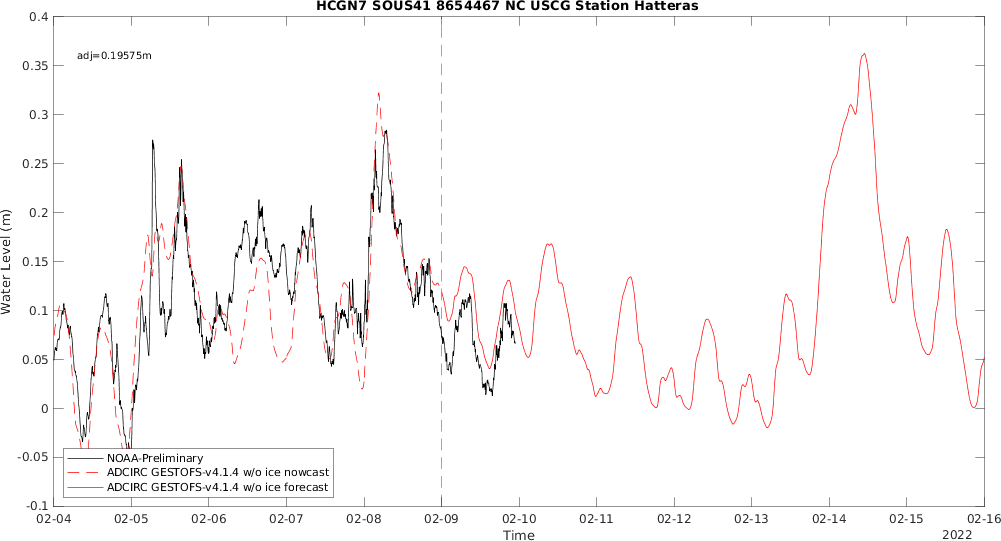 HCGN7 SOUS41 8654467 NC USCG Station Hatteras
adj=0.19575m
0.4
0.35
0.3
0.25
0.2
0.15
0.1
0.05
0
-0.05
-0.1
Water Level (m)
NOAA-Preliminary
ADCIRC GESTOFS-v4.1.4 w/o ice nowcast
ADCIRC GESTOFS-v4.1.4 w/o ice forecast
02-04 02-05 02-06 02-07 02-08 02-09 02-10 02-11 02-12 02-13 02-14 02-15 02-16
Time
2022